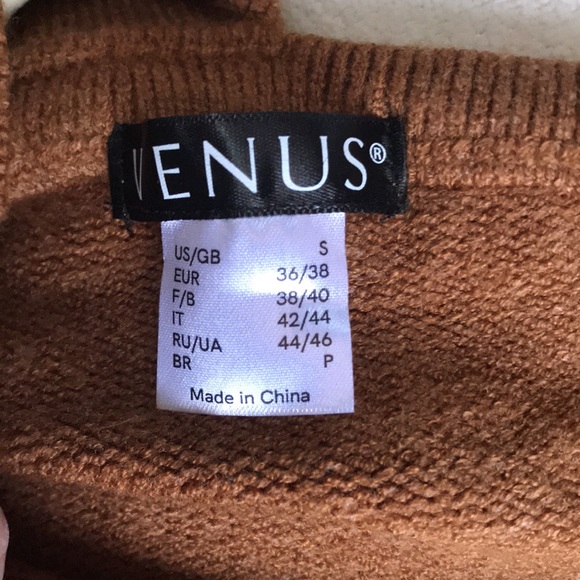 VENUS®
US/GB S
EUR 36/38
F/B 38/40
IT 42/44
RU/UA 44/46
BR P
Made in China